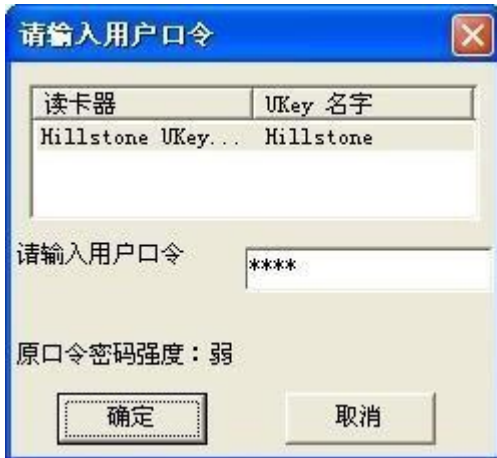 请输入用户口令
读卡器 UKey 名字
Hillstone UKey... Hillstone
请输入用户口令 ****
原口令密码强度：弱
确定 取消